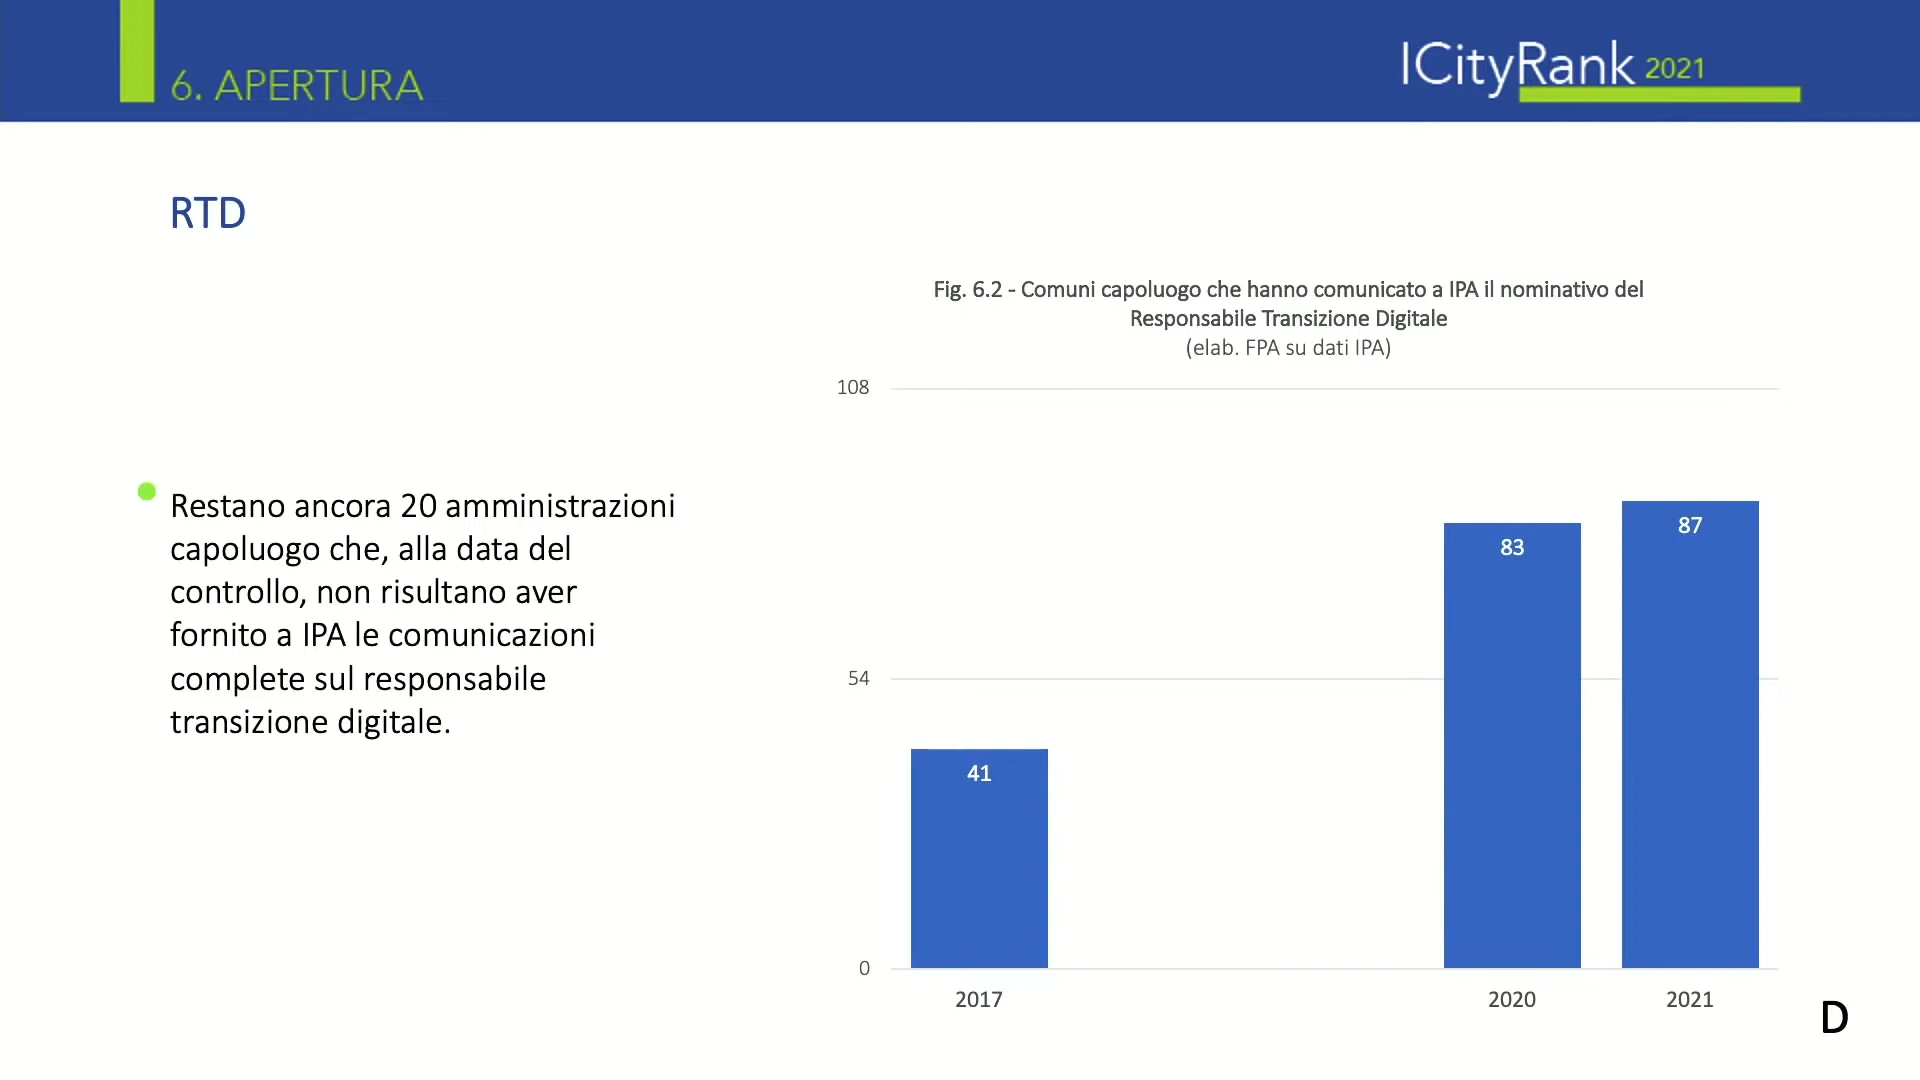 6. APERTURA
ICityRank 2021
RTD
Fig. 6.2 - Comuni capoluogo che hanno comunicato a IPA il nominativo del
Responsabile Transizione Digitale
(elab. FPA su dati IPA)
Restano ancora 20 amministrazioni
capoluogo che, alla data del
controllo, non risultano aver
fornito a IPA le comunicazioni
complete sul responsabile
transizione digitale.
108
54
0
41
83
87
2017
2020
2021
D